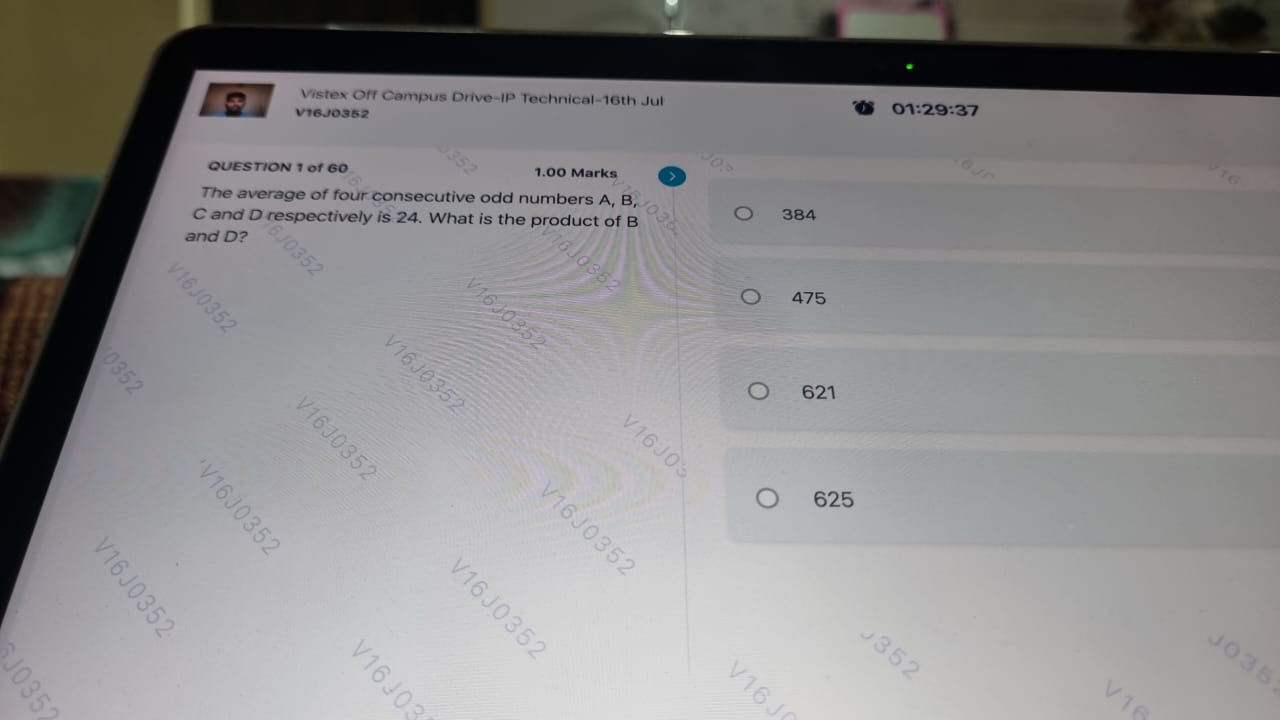 Vistex Off Campus Drive-IP Technical-16th Jul
V16J0352
01:29:37
QUESTION 1 of 60
1.00 Marks
The average of four consecutive odd numbers A, B,
C and D respectively is 24. What is the product of B
and D?
384
475
621
625
V16J0352
V16J0352
V16J0352
V16J0352
V16J0352
V16J0352
V16J0352
V16J0352
V16J0352